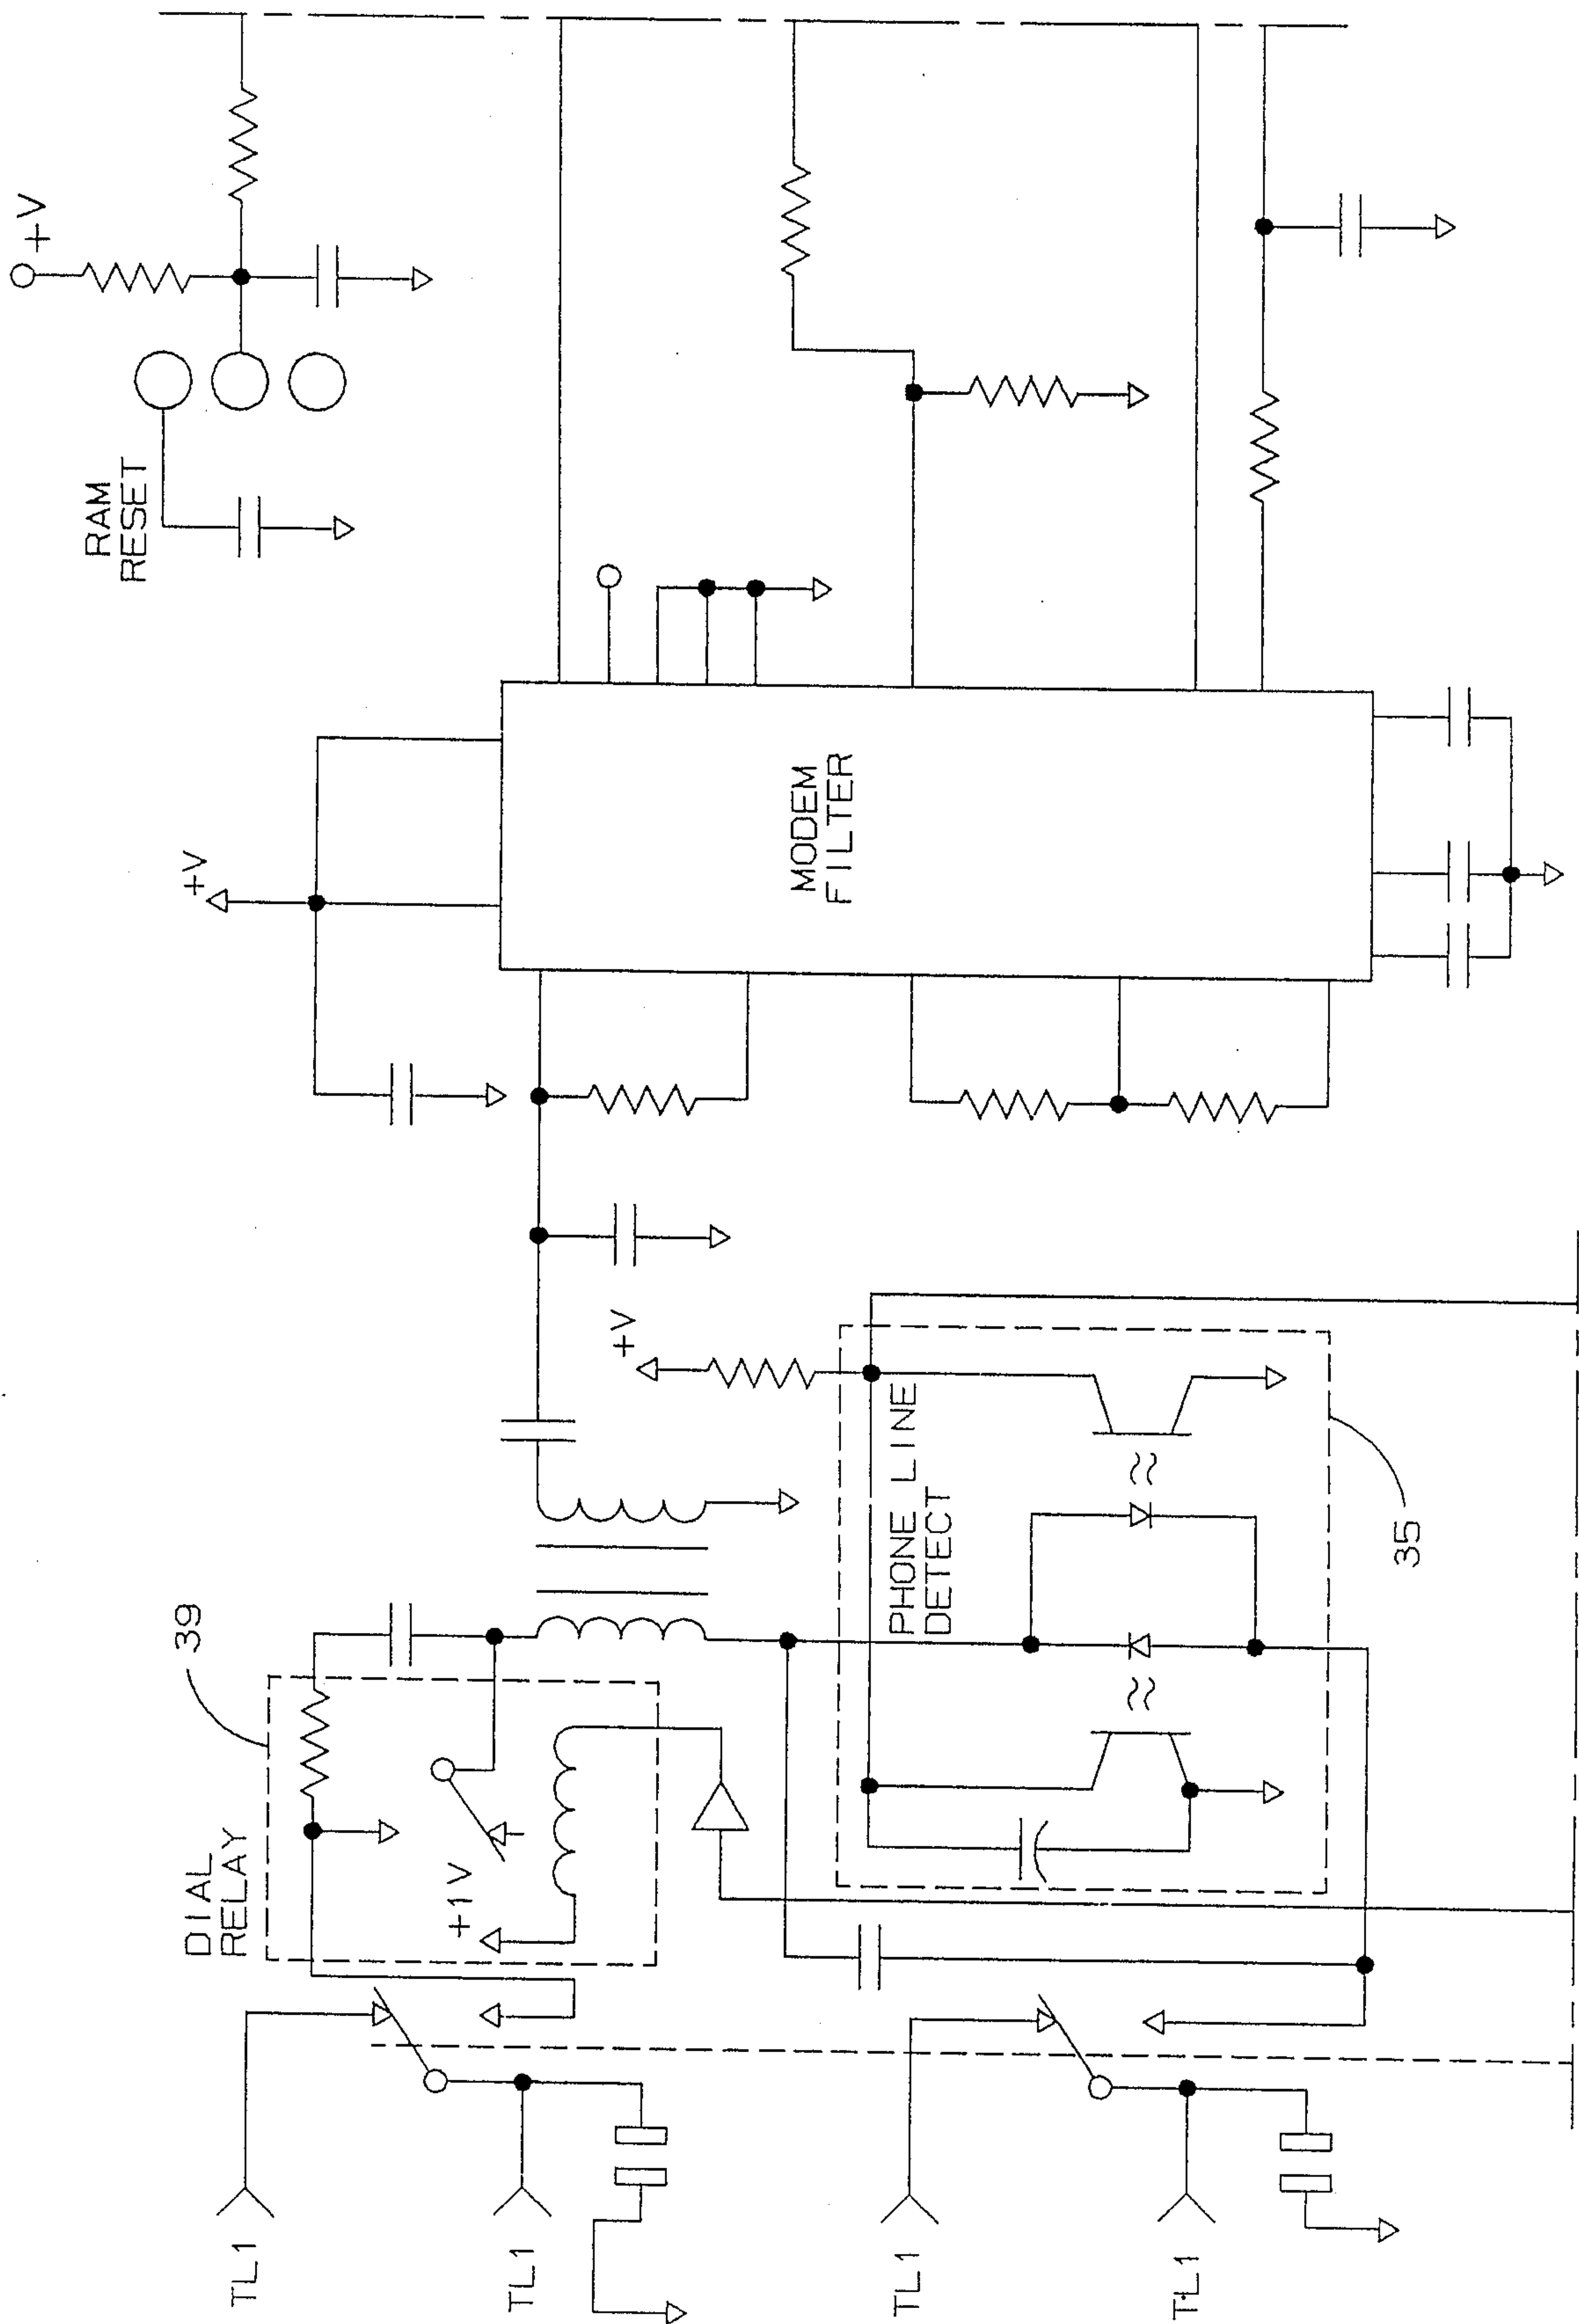 TL1
TL1
TL1
TL1
DIAL
RELAY
39
+1V
PHONE LINE
DETECT
35
+V
+V
MODEM
FILTER
RAM
RESET
+V